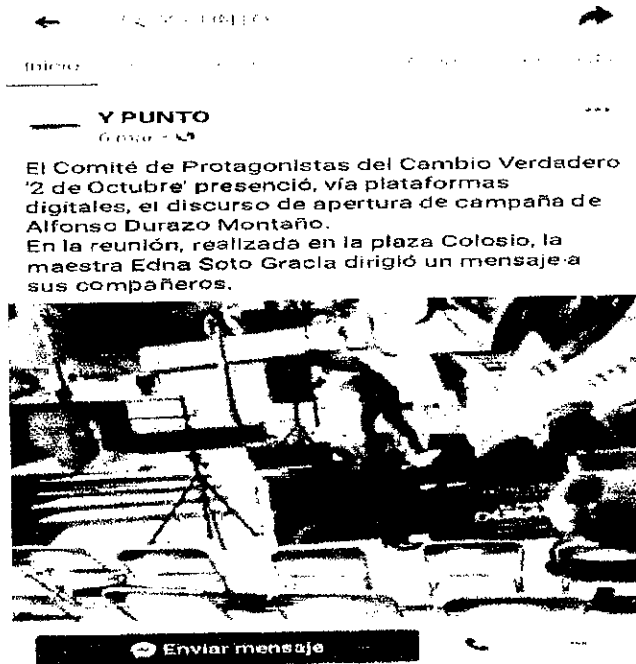 Inicio
Y PUNTO
El Comité de Protagonistas del Cambio Verdadero
'2 de Octubre' presenció, vía plataformas
digitales, el discurso de apertura de campaña de
Alfonso Durazo Montaño.
En la reunión, realizada en la plaza Colosio, la
maestra Edna Soto Gracia dirigió un mensaje a
sus compañeros.
Enviar mensaje